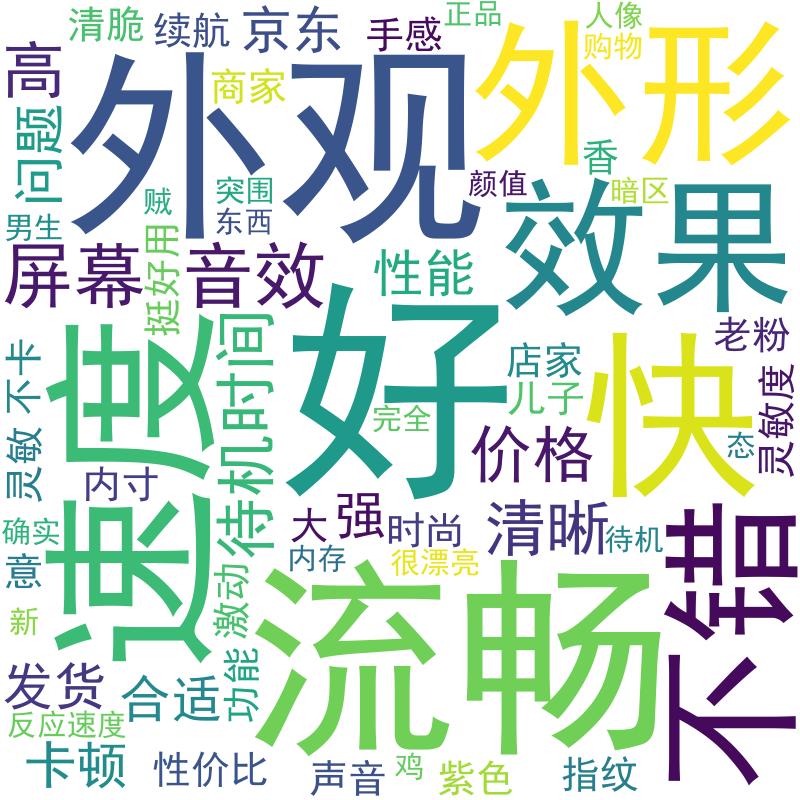 清脆
续航
京东
手感
正品
人像
购物
高
外观
外形
商家
问题
香
颜值
暗区
贼
突围
东西
男生
效果
屏幕
音效
挺好用
性能
速度
待机时间
好
快
老粉
店家
儿子
不卡
灵敏
灵敏度
完全
价格
态
内寸
大
强
时尚
清晰
待机
不错
确实
内存
很漂亮
意
激动
流畅
新
发货
合适
功能
反应速度
卡顿
性价比
声音
鸡
紫色
指纹